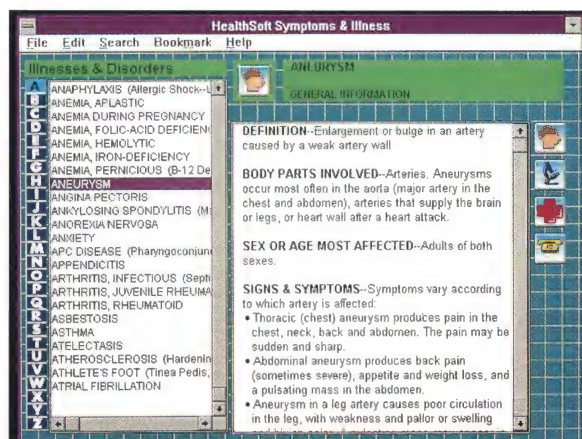 HealthSoft Symptoms & Illness
File Edit Search Bookmark Help
Illnesses & Disorders
A
B
C
D
E
F
G
H
I
J
K
L
M
N
O
P
Q
R
S
T
U
V
W
X
Y
Z
ANAPHYLAXIS (Allergic Shock--
ANEMIA, APLASTIC
ANEMIA DURING PREGNANCY
ANEMIA, FOLIC-ACID DEFICIEN
ANEMIA, HEMOLYTIC
ANEMIA, IRON-DEFICIENCY
ANEMIA, PERNICIOUS (B-12 De
ANEURYSM
ANGINA PECTORIS
ANKYLOSING SPONDYLITIS (M
ANOREXIA NERVOSA
ANXIETY
APC DISEASE (Pharyngoconjun
APPENDICITIS
ARTHRITIS, INFECTIOUS (Septi
ARTHRITIS, JUVENILE RHEUMA
ARTHRITIS, RHEUMATOID
ASBESTOSIS
ASTHMA
ATELECTASIS
ATHEROSCLEROSIS (Hardenin
ATHLETE'S FOOT (Tinea Pedis,
ATRIAL FIBRILLATION
ANEURYSM
GENERAL INFORMATION
DEFINITION--Enlargement or bulge in an artery
caused by a weak artery wall
BODY PARTS INVOLVED--Arteries. Aneurysms
occur most often in the aorta (major artery in the
chest and abdomen), arteries that supply the brain
or legs, or heart wall after a heart attack.
SEX OR AGE MOST AFFECTED--Adults of both
sexes.
SIGNS & SYMPTOMS--Symptoms vary according
to which artery is affected:
• Thoracic (chest) aneurysm produces pain in the
chest, neck, back and abdomen. The pain may be
sudden and sharp.
• Abdominal aneurysm produces back pain
(sometimes severe), appetite and weight loss, and
a pulsating mass in the abdomen.
• Aneurysm in a leg artery causes poor circulation
in the leg, with weakness and pallor or swelling